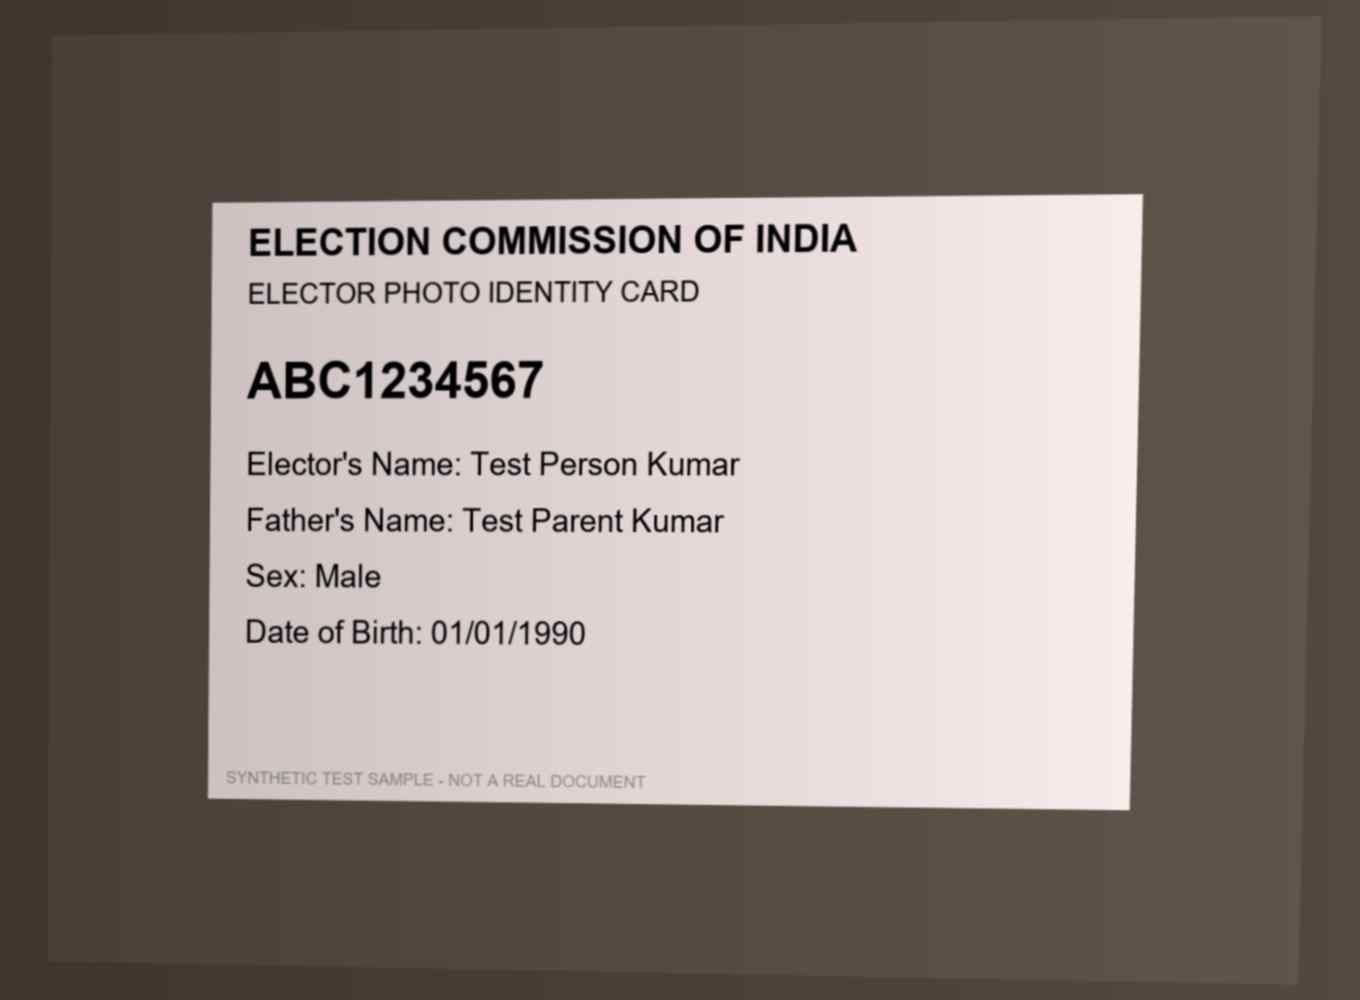 ELECTION COMMISSION OF INDIA
ELECTOR PHOTO IDENTITY CARD
ABC1234567
Elector's Name: Test Person Kumar
Father's Name: Test Parent Kumar
Sex: Male
Date of Birth: 01/01/1990
SYNTHETIC TEST SAMPLE - NOT A REAL DOCUMENT